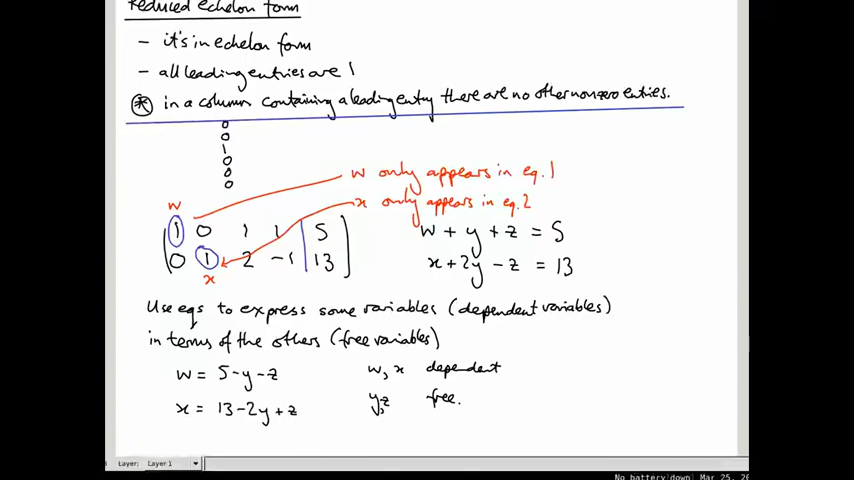 reduced echelon form
- it's in echelon form
- all leading entries are 1
* in a column containing a leading entry there are no other nonzero entries.
0
0
1
0
0
0
w only appears in eq.1
x only appears in eq.2
w
1 0 1 1 5
0 1 2 -1 13
x
w + y + z = 5
x + 2y - z = 13
Use eqs to express some variables (dependent variables)
in terms of the others (free variables)
w = 5 - y - z
w, x dependent
x = 13 - 2y + z
y, z free.
Layer: Layer 1
No battery down Mar 25, 20